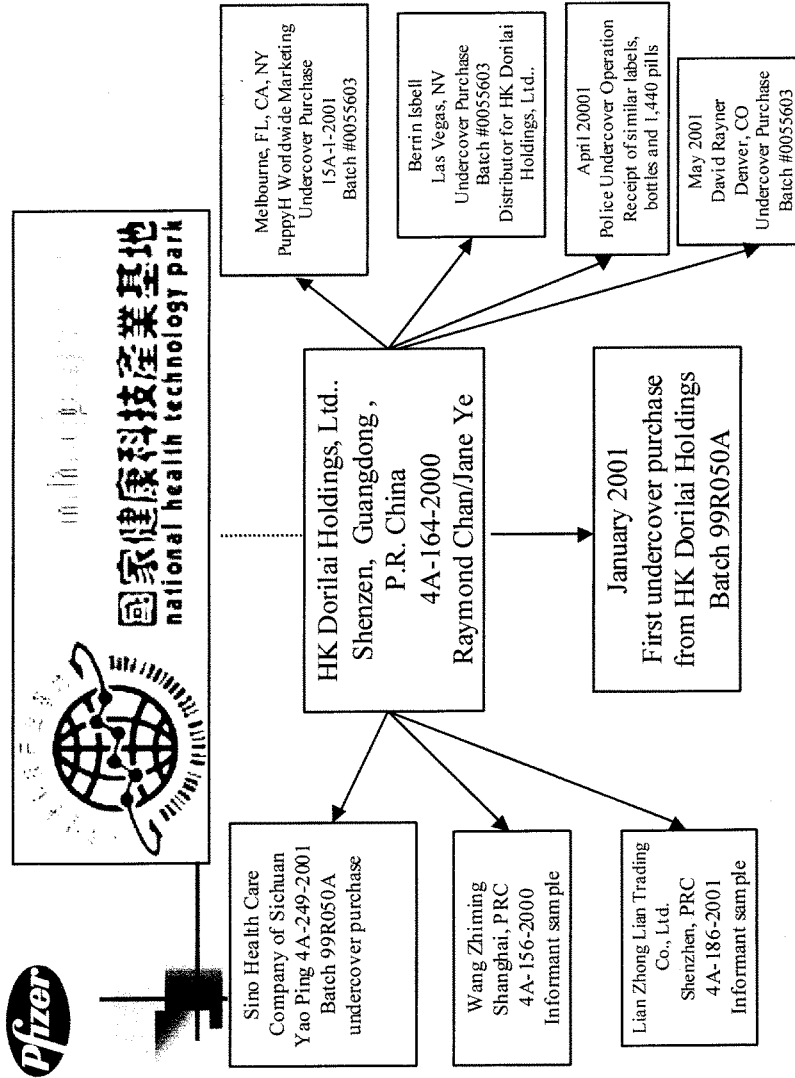 Pfizer
國家健康科技產業基地
national health technology park
HK Dorilai Holdings, Ltd..
Shenzen, Guangdong ,
P.R. China
4A-164-2000
Raymond Chan/Jane Ye
Sino Health Care
Company of Sichuan
Yao Ping 4A-249-2001
Batch 99R050A
undercover purchase
Wang Zhiming
Shanghai, PRC
4A-156-2000
Informant sample
Lian Zhong Lian Trading
Co., Ltd.
Shenzhen, PRC
4A-186-2001
Informant sample
January 2001
First undercover purchase
from HK Dorilai Holdings
Batch 99R050A
Melbourne, FL, CA, NY
PuppyH Worldwide Marketing
Undercover Purchase
15A-1-2001
Batch #0055603
Berrin Isbell
Las Vegas, NV
Undercover Purchase
Batch #0055603
Distributor for HK Dorilai
Holdings, Ltd..
April 20001
Police Undercover Operation
Receipt of similar labels,
bottles and 1,440 pills
May 2001
David Rayner
Denver, CO
Undercover Purchase
Batch #0055603